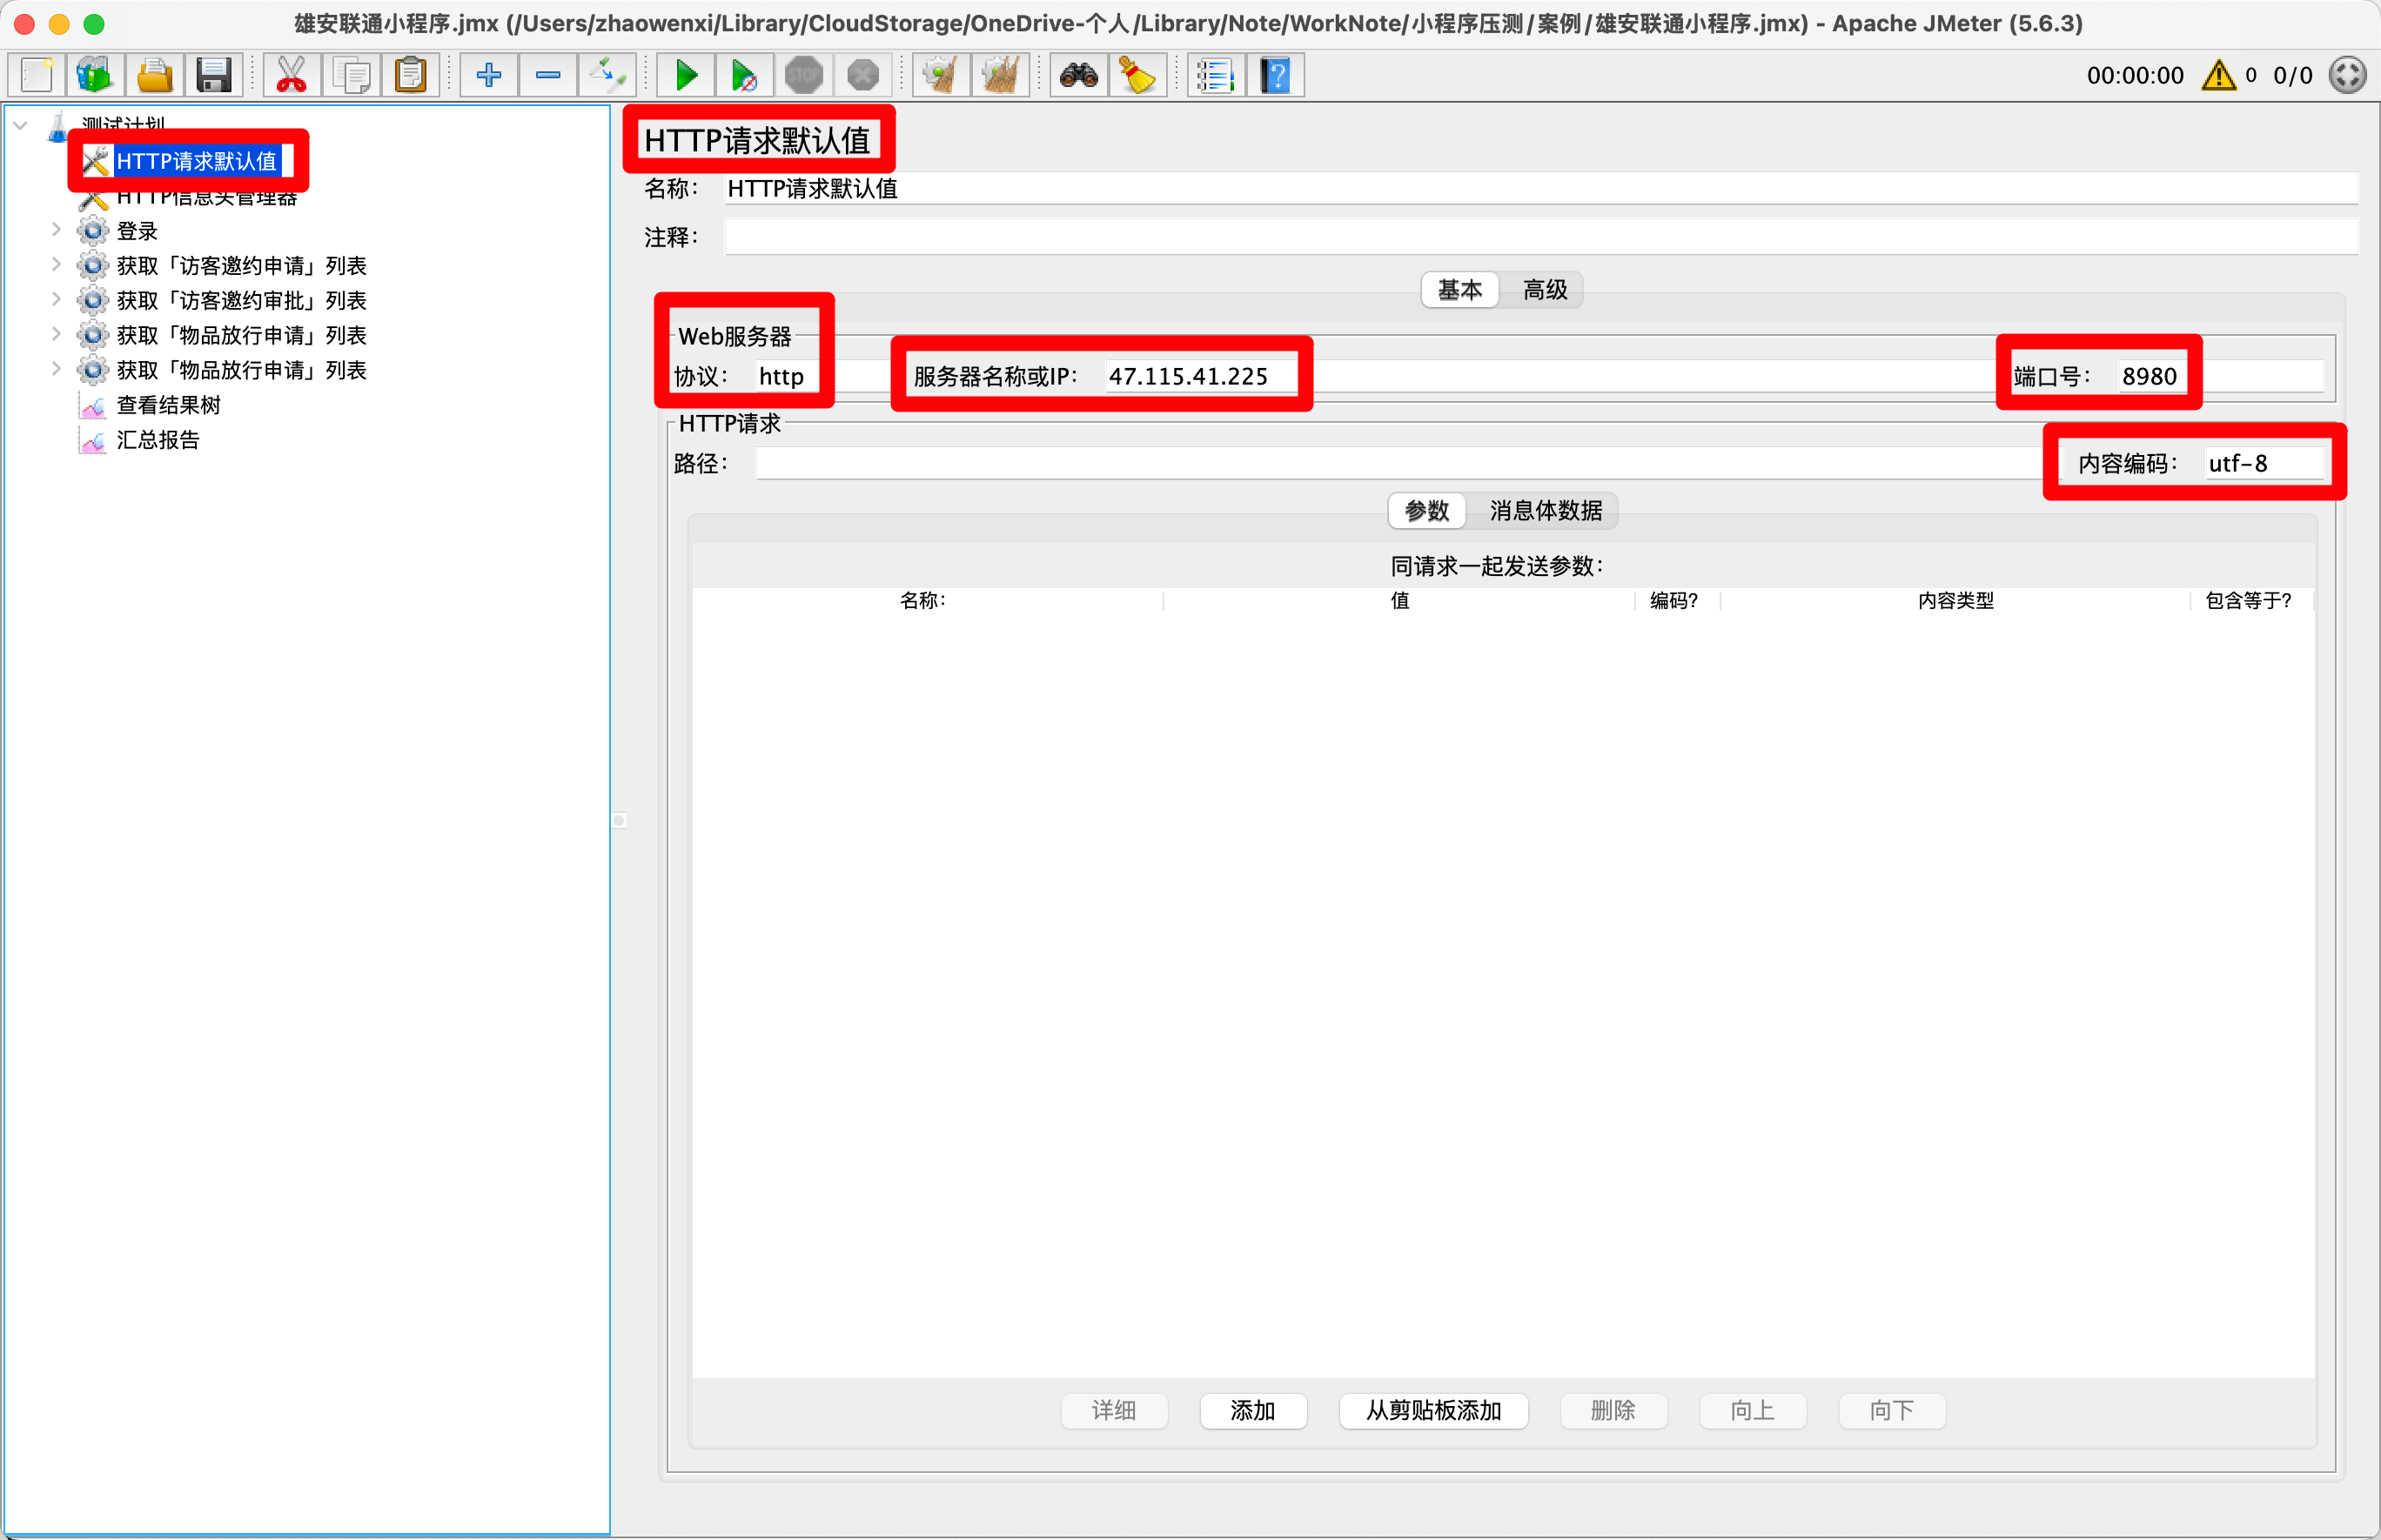 雄安联通小程序.jmx (/Users/zhaowenxi/Library/CloudStorage/OneDrive-个人/Library/Note/WorkNote/小程序压测/案例/雄安联通小程序.jmx) - Apache JMeter (5.6.3)
STOP
00:00:00 0 0/0
测试计划
HTTP请求默认值
HTTP信息头管理器
登录
获取「访客邀约申请」列表
获取「访客邀约审批」列表
获取「物品放行申请」列表
获取「物品放行申请」列表
查看结果树
汇总报告
HTTP请求默认值
名称： HTTP请求默认值
注释：
基本 高级
Web服务器
协议： http 服务器名称或IP： 47.115.41.225 端口号： 8980
HTTP请求
路径： 内容编码： utf-8
参数 消息体数据
同请求一起发送参数：
名称： 值 编码? 内容类型 包含等于?
详细 添加 从剪贴板添加 删除 向上 向下